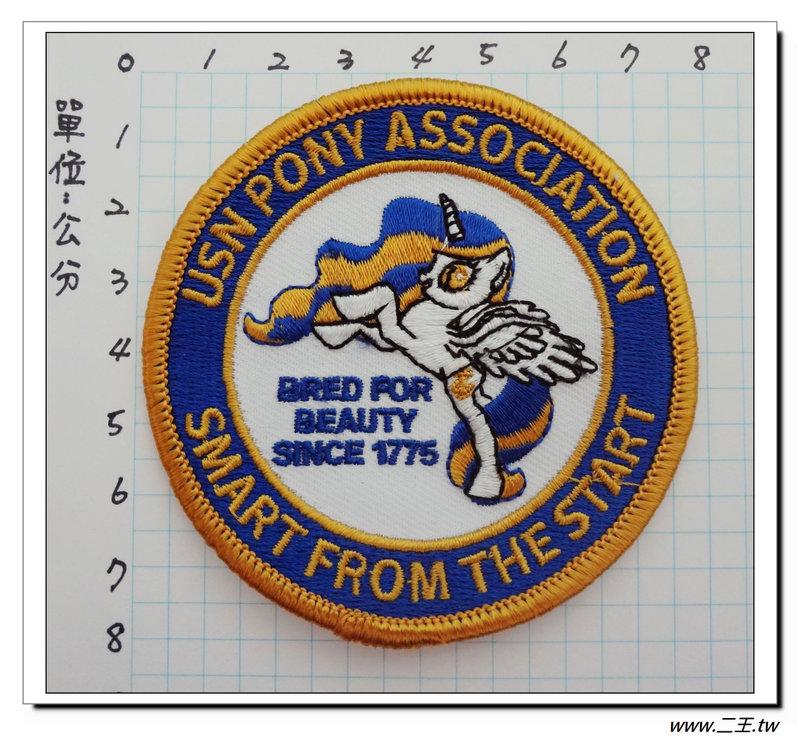 0 1 2 3 4 5 6 7 8
單位:公分
1
2
3
4
5
6
7
8
USN PONY ASSOCIATION
BRED FOR
BEAUTY
SINCE 1775
SMART FROM THE START
www.二王.tw